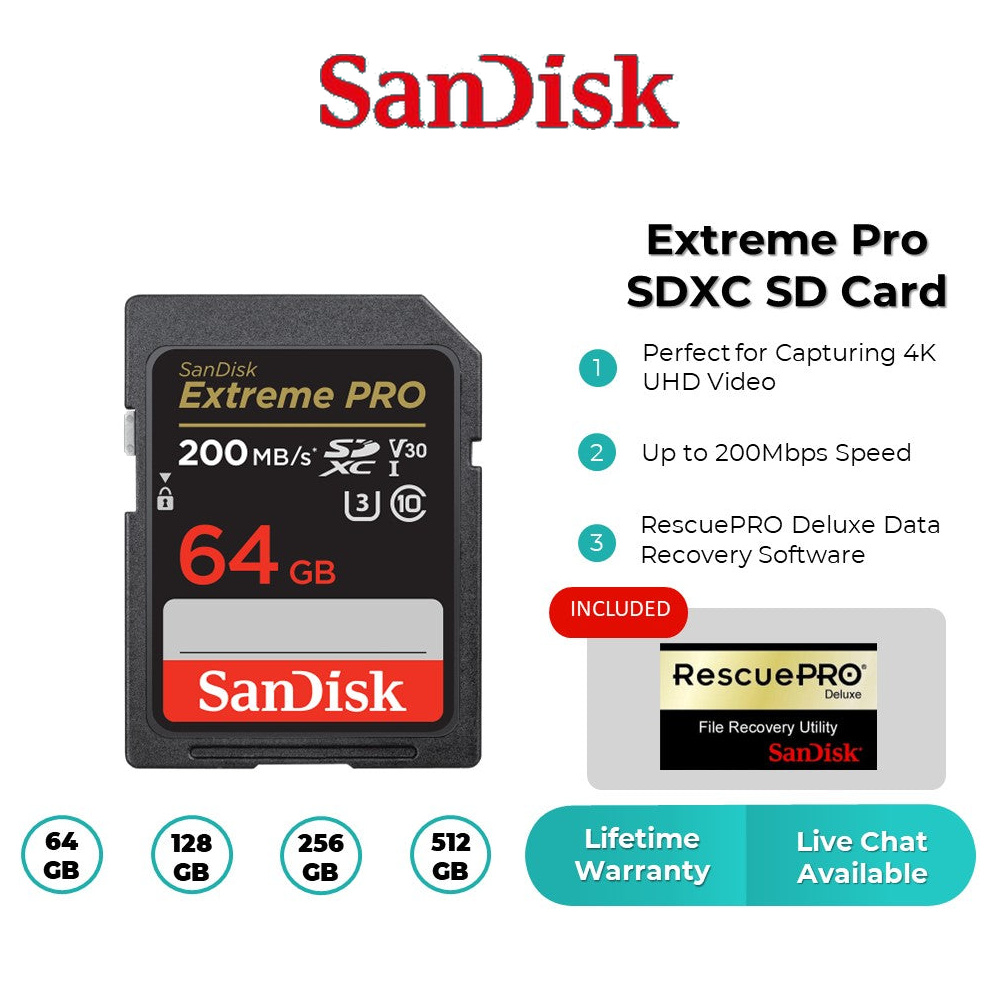 SanDisk
Extreme Pro
SDXC SD Card
1 Perfect for Capturing 4K
UHD Video
2 Up to 200Mbps Speed
3 RescuePRO Deluxe Data
Recovery Software
SanDisk
Extreme PRO
200 MB/s* SD XC V30
I
U3 10
64 GB
SanDisk
INCLUDED
RescuePRO®
Deluxe
File Recovery Utility
SanDisk®
64
GB
128
GB
256
GB
512
GB
Lifetime
Warranty
Live Chat
Available